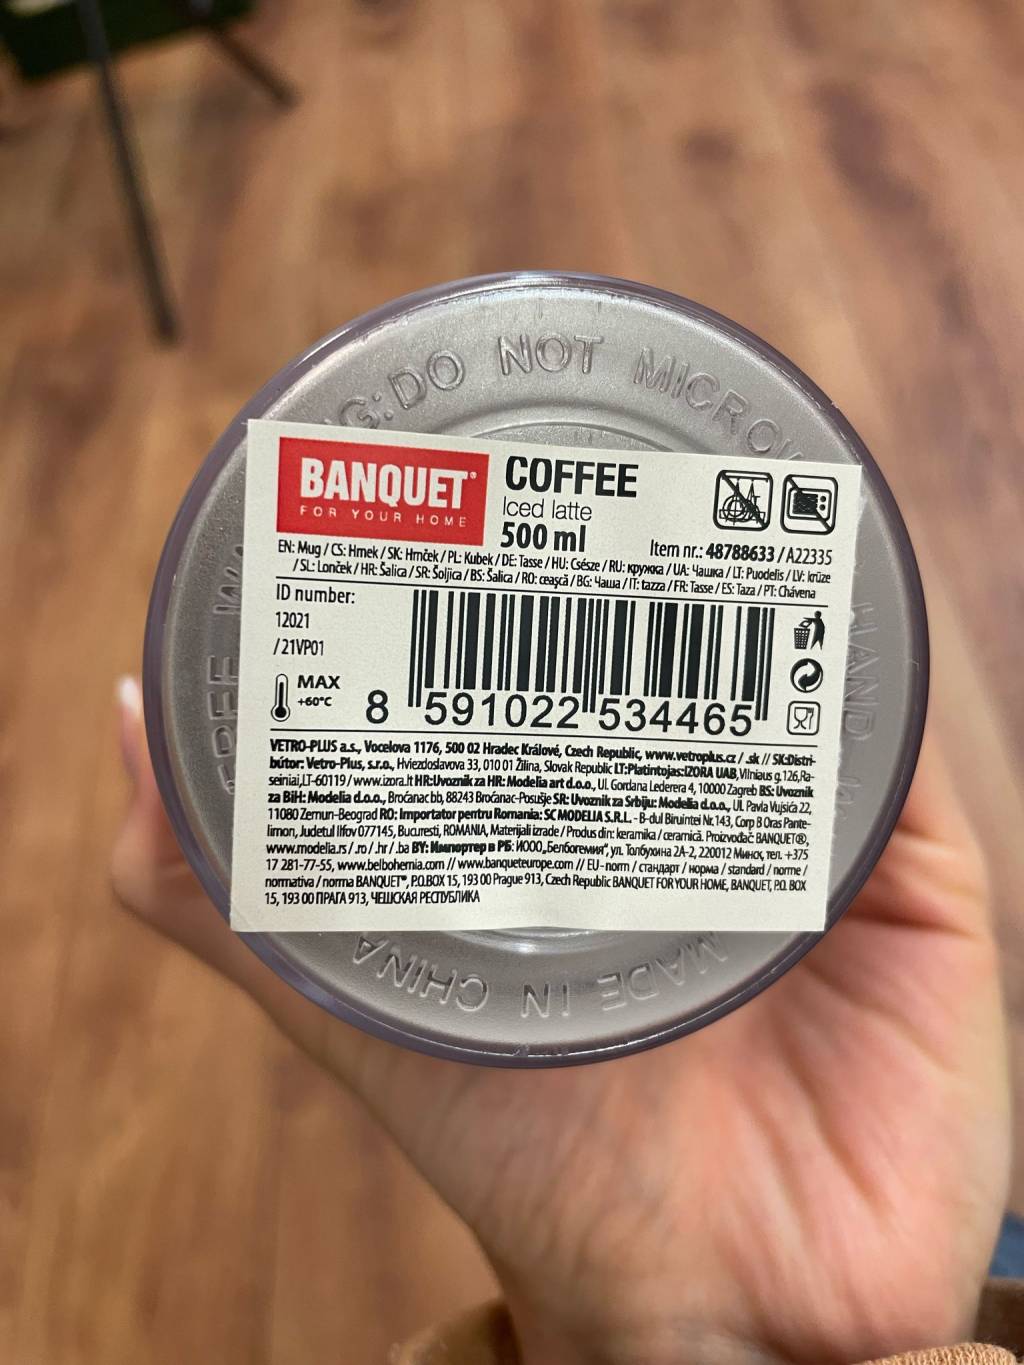 DO NOT MICROW
BANQUET®
FOR YOUR HOME
COFFEE
Iced latte
500 ml
Item nr.: 48788633 / A22335
EN: Mug / CS: Hrnek / SK: Hrnček / PL: Kubek / DE: Tasse / HU: Csésze / RU: кружка / UA: чашка / LT: Puodelis / LV: krūze
/ SL: Lonček / HR: Šalica / SR: Šoljica / BS: Šalica / RO: ceaşcă / BG: Чаша / IT: tazza / FR: Tasse / ES: Taza / PT: Chávena
ID number:
12021
/21VP01
MAX
+60°C
8 591022 534465
VETRO-PLUS a.s., Vocelova 1176, 500 02 Hradec Králové, Czech Republic, www.vetroplus.cz / .sk // SK:Distri-
bútor: Vetro-Plus, s.r.o., Hviezdoslavova 33, 010 01 Žilina, Slovak Republic LT:Platintojas:IZORA UAB, Vilniaus g.126,Ra-
seiniai,LT-60119 / www.izora.lt HR:Uvoznik za HR: Modelia art d.o.o., Ul. Gordana Lederera 4, 10000 Zagreb BS: Uvoznik
za BiH: Modelia d.o.o., Broćanac bb, 88243 Broćanac-Posušje SR: Uvoznik za Srbiju: Modelia d.o.o., Ul. Pavla Vujsića 22,
11080 Zemun-Beograd RO: Importator pentru Romania: SC MODELIA S.R.L. - B-dul Biruintei Nr.143, Corp B Oras Pante-
limon, Judetul Ilfov 077145, Bucuresti, ROMANIA, Materijali izrade / Produs din: keramika / ceramică. Proizvođač: BANQUET®,
www.modelia.rs / .ro / .hr / .ba BY: Импортер в РБ: ИООО „Белбогемия“, ул. Толбухина 2А-2, 220012 Минск, тел. +375
17 281-77-55, www.belbohemia.com // www.banqueteurope.com // EU-norm / стандарт / норма / standard / norme /
normativa / norma BANQUET®, P.O.BOX 15, 193 00 Prague 913, Czech Republic BANQUET FOR YOUR HOME, BANQUET, P.O. BOX
15, 193 00 ПРАГА 913, ЧЕШСКАЯ РЕСПУБЛИКА
HAND
FREE
MADE IN CHINA